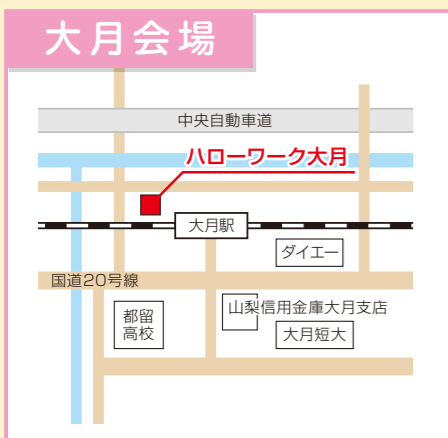 大月会場
中央自動車道
ハローワーク大月
大月駅
ダイエー
国道20号線
山梨信用金庫大月支店
都留
高校
大月短大